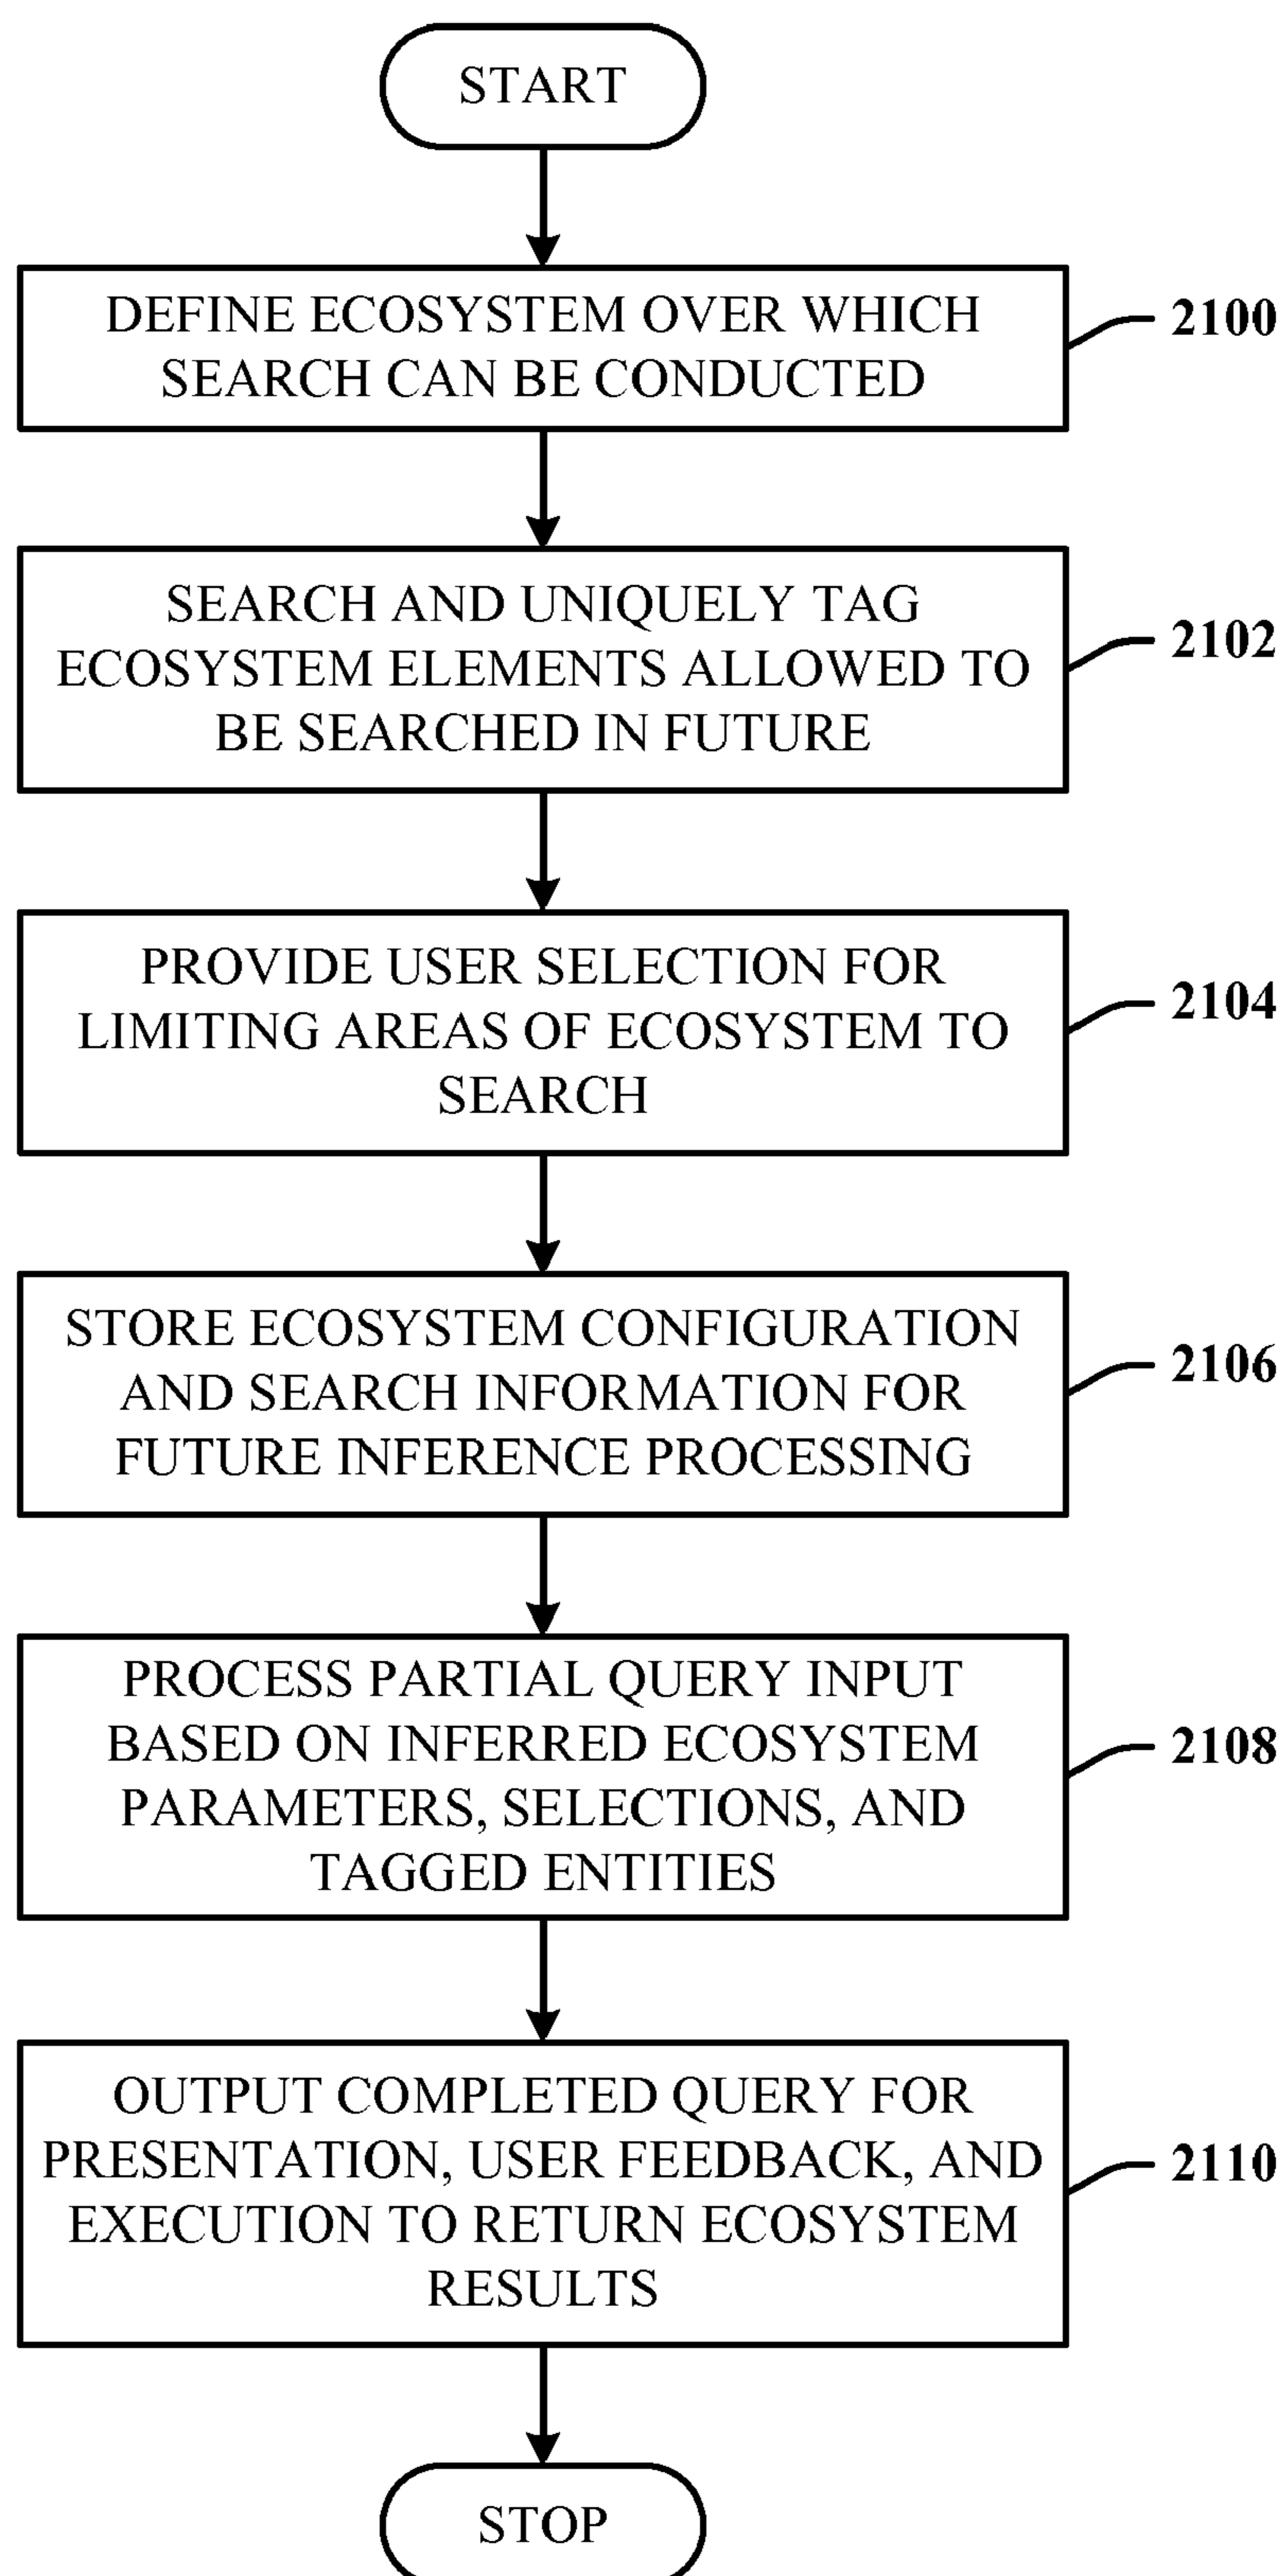 START
DEFINE ECOSYSTEM OVER WHICH
SEARCH CAN BE CONDUCTED
2100
SEARCH AND UNIQUELY TAG
ECOSYSTEM ELEMENTS ALLOWED TO
BE SEARCHED IN FUTURE
2102
PROVIDE USER SELECTION FOR
LIMITING AREAS OF ECOSYSTEM TO
SEARCH
2104
STORE ECOSYSTEM CONFIGURATION
AND SEARCH INFORMATION FOR
FUTURE INFERENCE PROCESSING
2106
PROCESS PARTIAL QUERY INPUT
BASED ON INFERRED ECOSYSTEM
PARAMETERS, SELECTIONS, AND
TAGGED ENTITIES
2108
OUTPUT COMPLETED QUERY FOR
PRESENTATION, USER FEEDBACK, AND
EXECUTION TO RETURN ECOSYSTEM
RESULTS
2110
STOP